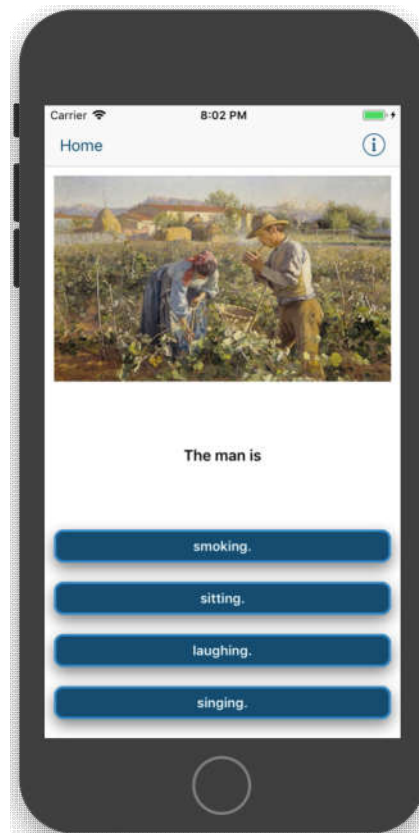 Carrier
8:02 PM
Home
i
The man is
smoking.
sitting.
laughing.
singing.